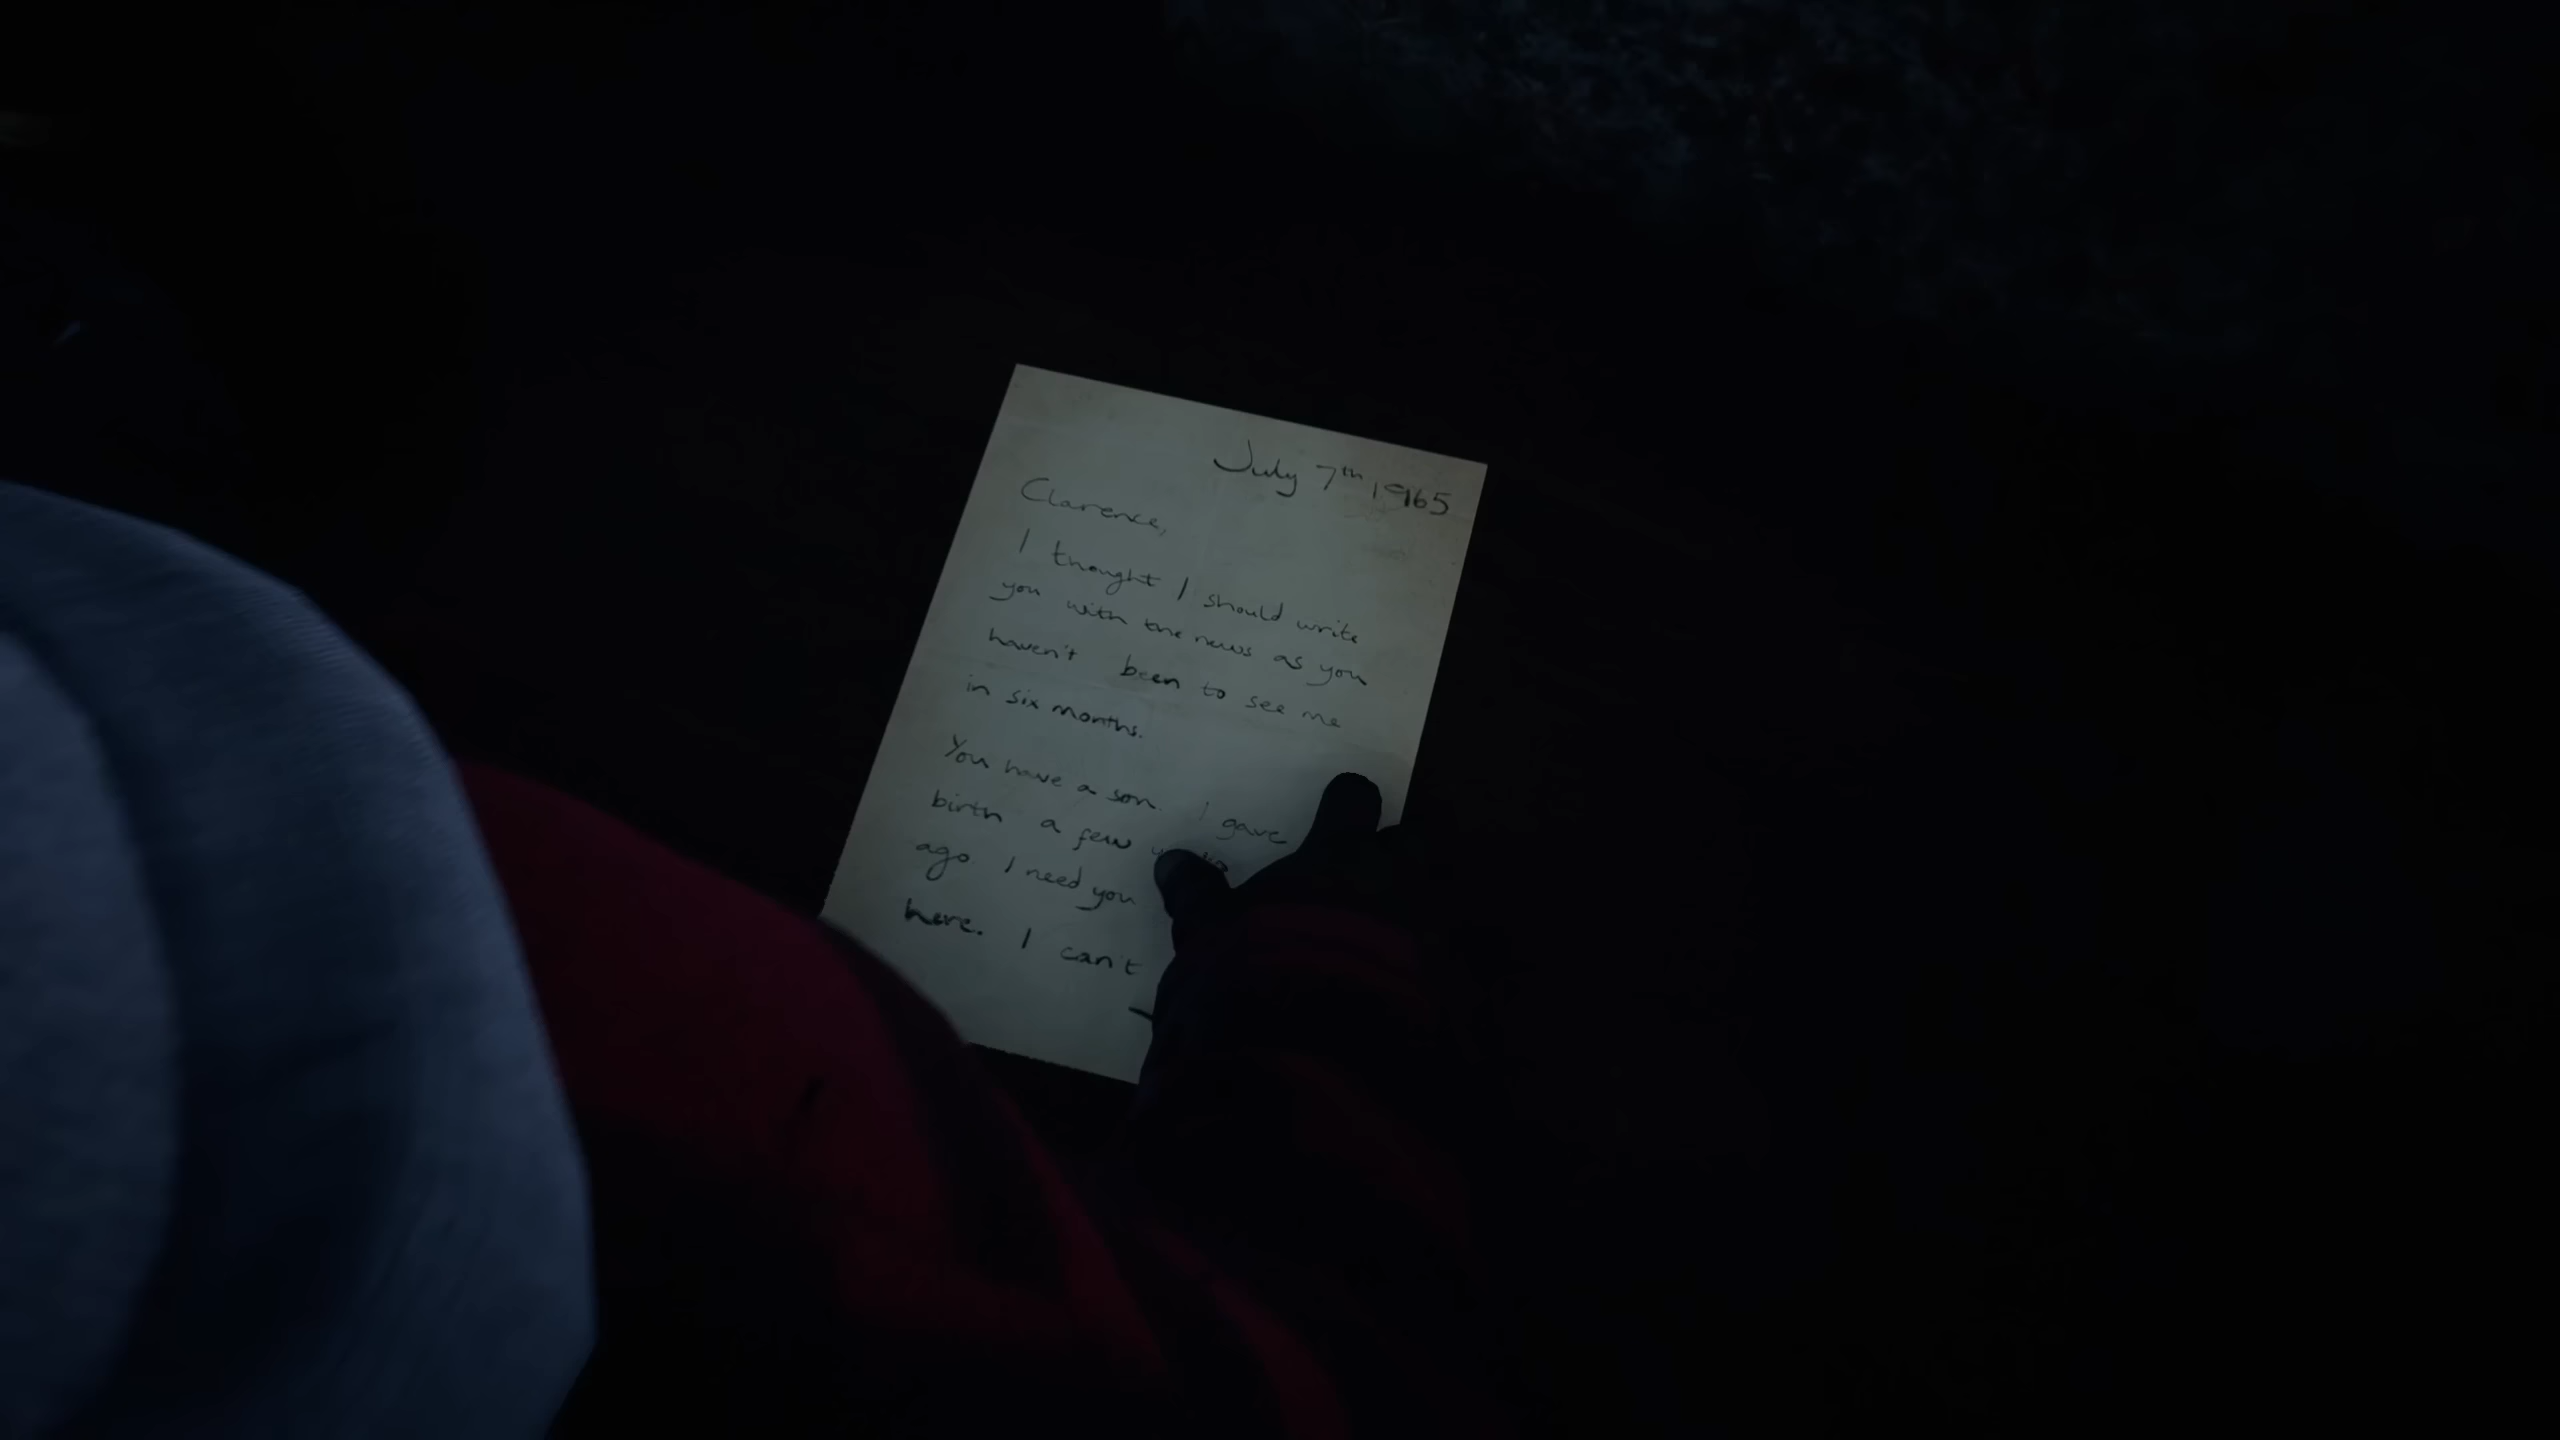 July 7th 1965
Clarence,
I thought I should write
you with the news as you
haven't been to see me
in six months.
You have a son. I gave
birth a few
ago. I need you
here. I can't